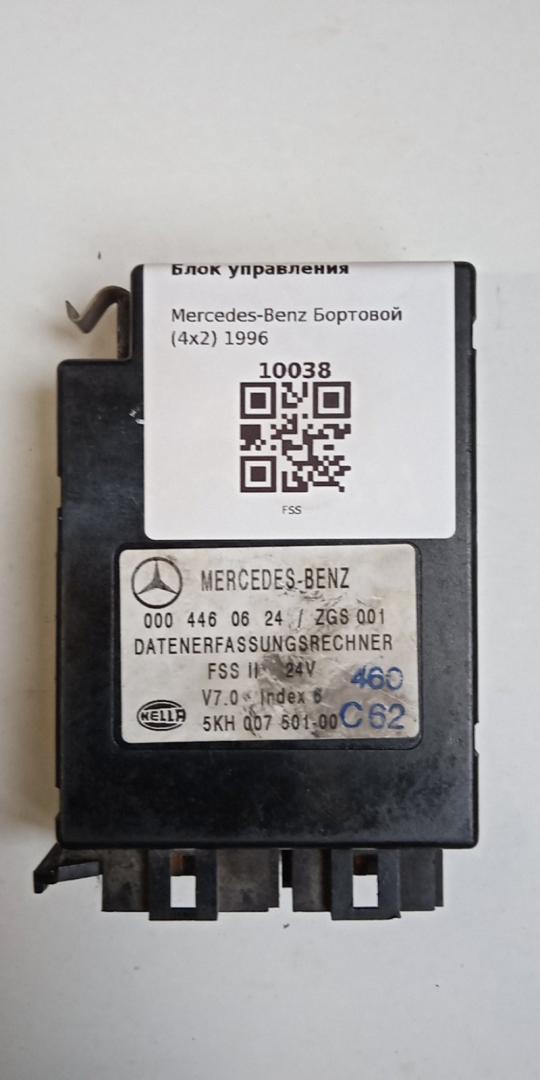 Блок управления
Mercedes-Benz Бортовой
(4x2) 1996
10038
FSS
MERCEDES-BENZ
000 446 06 24 / ZGS 001
DATENERFASSUNGSRECHNER
FSS II 24V
460
V7.0 Index 6
HELLA
5KH 007 601-00
C62